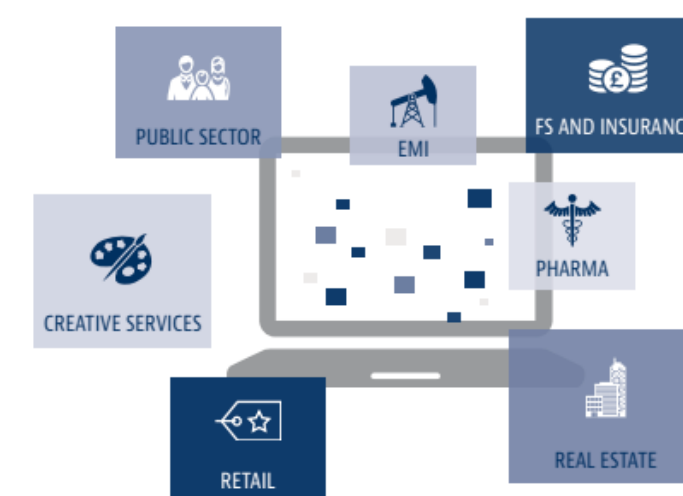 PUBLIC SECTOR
EMI
FS AND INSURANC
PHARMA
CREATIVE SERVICES
RETAIL
REAL ESTATE
£